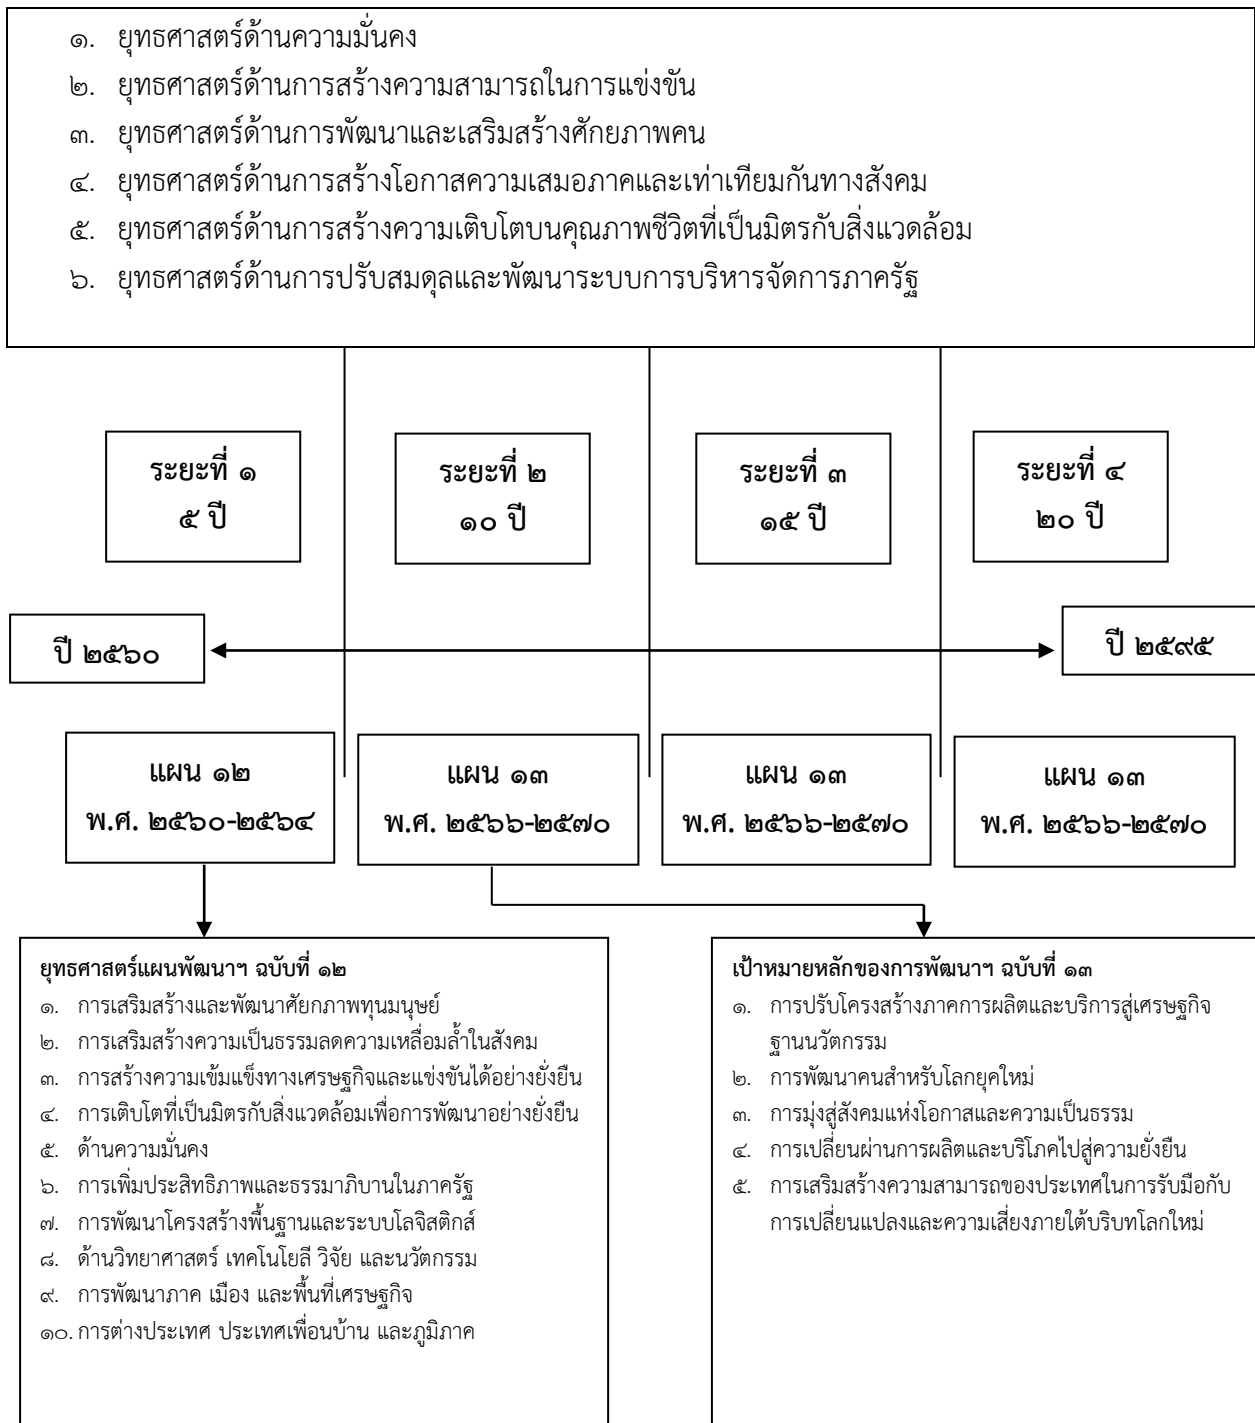 ๑. ยุทธศาสตร์ด้านความมั่นคง
๒. ยุทธศาสตร์ด้านการสร้างความสามารถในการแข่งขัน
๓. ยุทธศาสตร์ด้านการพัฒนาและเสริมสร้างศักยภาพคน
๔. ยุทธศาสตร์ด้านการสร้างโอกาสความเสมอภาคและเท่าเทียมกันทางสังคม
๕. ยุทธศาสตร์ด้านการสร้างความเติบโตบนคุณภาพชีวิตที่เป็นมิตรกับสิ่งแวดล้อม
๖. ยุทธศาสตร์ด้านการปรับสมดุลและพัฒนาระบบการบริหารจัดการภาครัฐ
ระยะที่ ๑
๕ ปี
ระยะที่ ๒
๑๐ ปี
ระยะที่ ๓
๑๕ ปี
ระยะที่ ๔
๒๐ ปี
ปี ๒๕๖๐
ปี ๒๕๙๕
แผน ๑๒
พ.ศ. ๒๕๖๐-๒๕๖๔
แผน ๑๓
พ.ศ. ๒๕๖๖-๒๕๗๐
แผน ๑๓
พ.ศ. ๒๕๖๖-๒๕๗๐
แผน ๑๓
พ.ศ. ๒๕๖๖-๒๕๗๐
ยุทธศาสตร์แผนพัฒนาฯ ฉบับที่ ๑๒
๑. การเสริมสร้างและพัฒนาศัยกภาพทุนมนุษย์
๒. การเสริมสร้างความเป็นธรรมลดความเหลื่อมล้ำในสังคม
๓. การสร้างความเข้มแข็งทางเศรษฐกิจและแข่งขันได้อย่างยั่งยืน
๔. การเติบโตที่เป็นมิตรกับสิ่งแวดล้อมเพื่อการพัฒนาอย่างยั่งยืน
๕. ด้านความมั่นคง
๖. การเพิ่มประสิทธิภาพและธรรมาภิบานในภาครัฐ
๗. การพัฒนาโครงสร้างพื้นฐานและระบบโลจิสติกส์
๘. ด้านวิทยาศาสตร์ เทคโนโยลี วิจัย และนวัตกรรม
๙. การพัฒนาภาค เมือง และพื้นที่เศรษฐกิจ
๑๐. การต่างประเทศ ประเทศเพื่อนบ้าน และภูมิภาค
เป้าหมายหลักของการพัฒนาฯ ฉบับที่ ๑๓
๑. การปรับโครงสร้างภาคการผลิตและบริการสู่เศรษฐกิจ
ฐานนวัตกรรม
๒. การพัฒนาคนสำหรับโลกยุคใหม่
๓. การมุ่งสู่สังคมแห่งโอกาสและความเป็นธรรม
๔. การเปลี่ยนผ่านการผลิตและบริโภคไปสู่ความยั่งยืน
๕. การเสริมสร้างความสามารถของประเทศในการรับมือกับ
การเปลี่ยนแปลงและความเสี่ยงภายใต้บริบทโลกใหม่